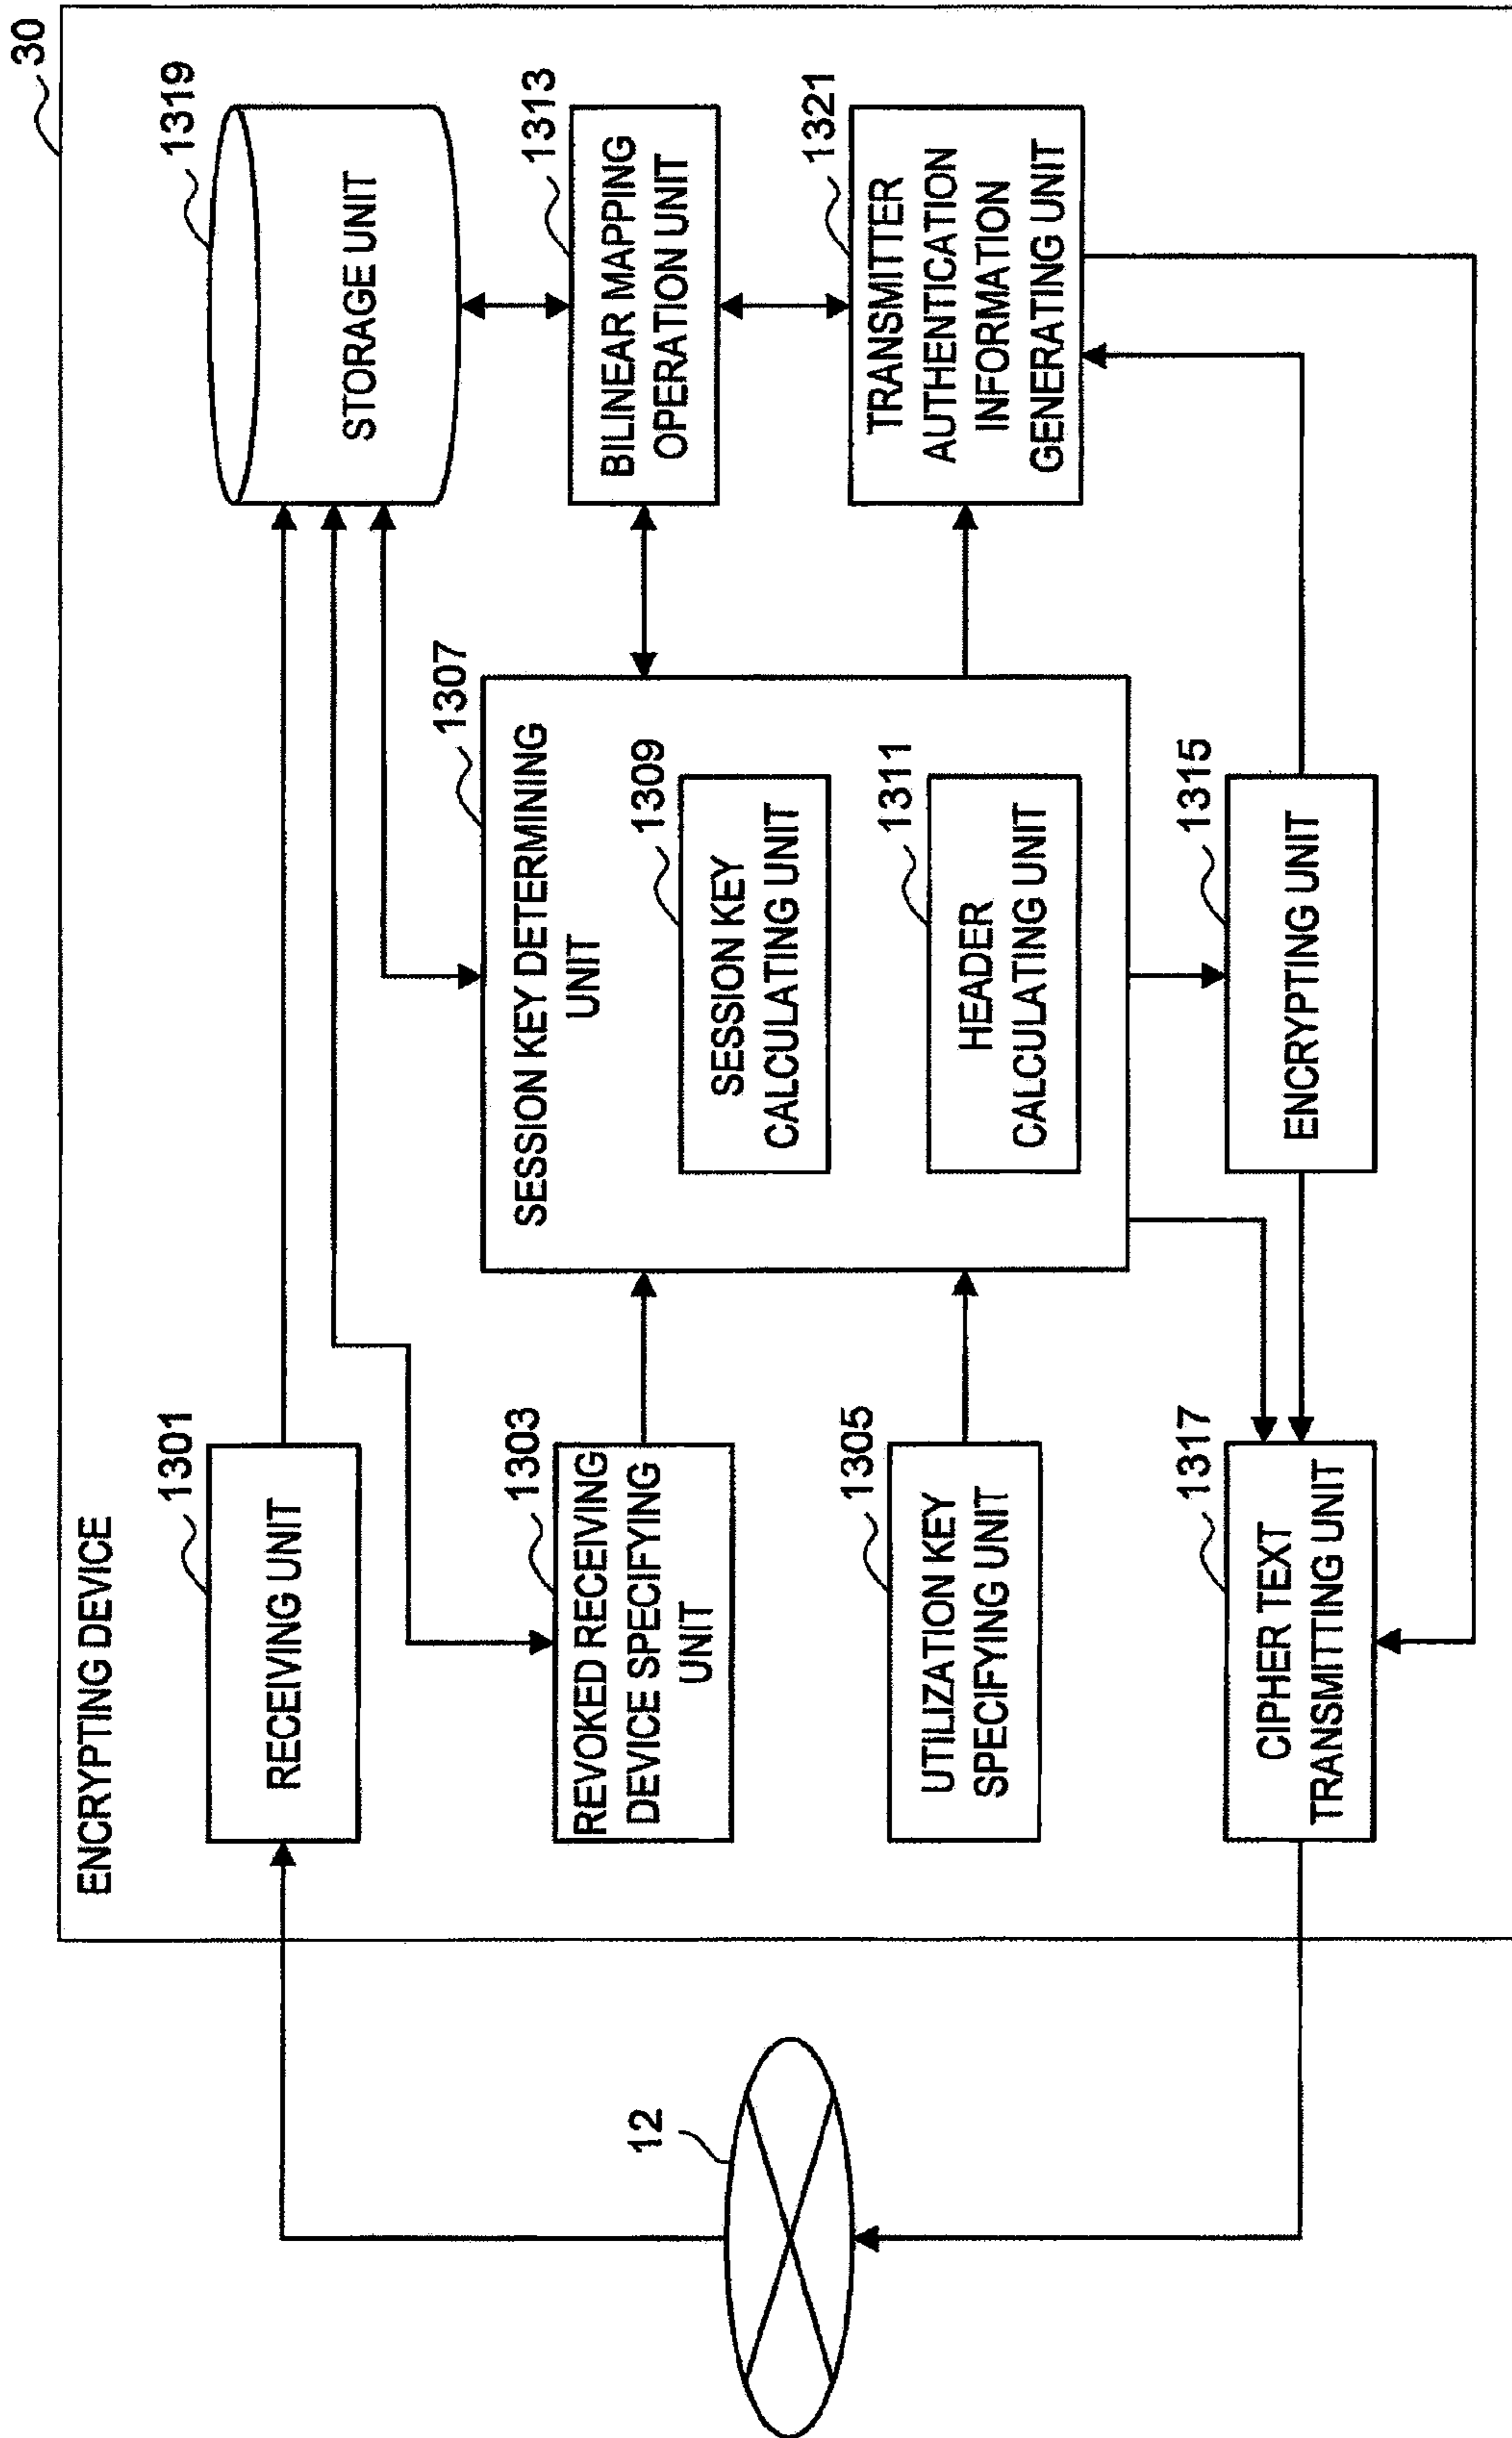 30
ENCRYPTING DEVICE
1301
RECEIVING UNIT
1319
STORAGE UNIT
1303
REVOKED RECEIVING
DEVICE SPECIFYING
UNIT
1307
SESSION KEY DETERMINING
UNIT
1309
SESSION KEY
CALCULATING UNIT
1311
HEADER
CALCULATING UNIT
1313
BILINEAR MAPPING
OPERATION UNIT
12
1305
UTILIZATION KEY
SPECIFYING UNIT
1321
TRANSMITTER
AUTHENTICATION
INFORMATION
GENERATING UNIT
1317
CIPHER TEXT
TRANSMITTING UNIT
1315
ENCRYPTING UNIT